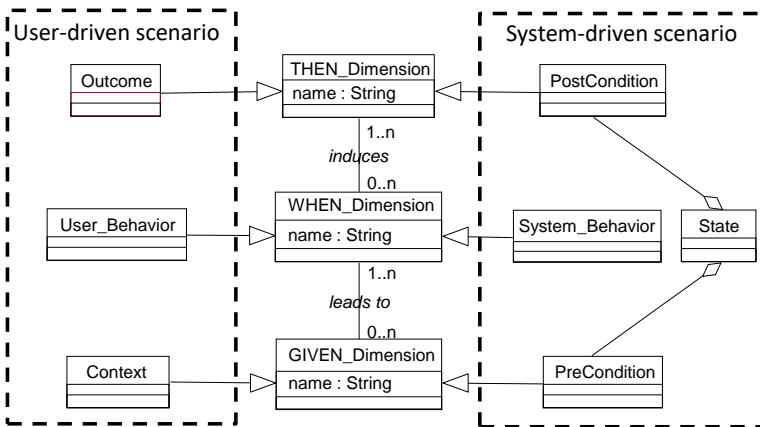 User-driven scenario
System-driven scenario
Outcome
THEN_Dimension
name : String
PostCondition
1..n
induces
0..n
User_Behavior
WHEN_Dimension
name : String
System_Behavior
State
1..n
leads to
0..n
Context
GIVEN_Dimension
name : String
PreCondition